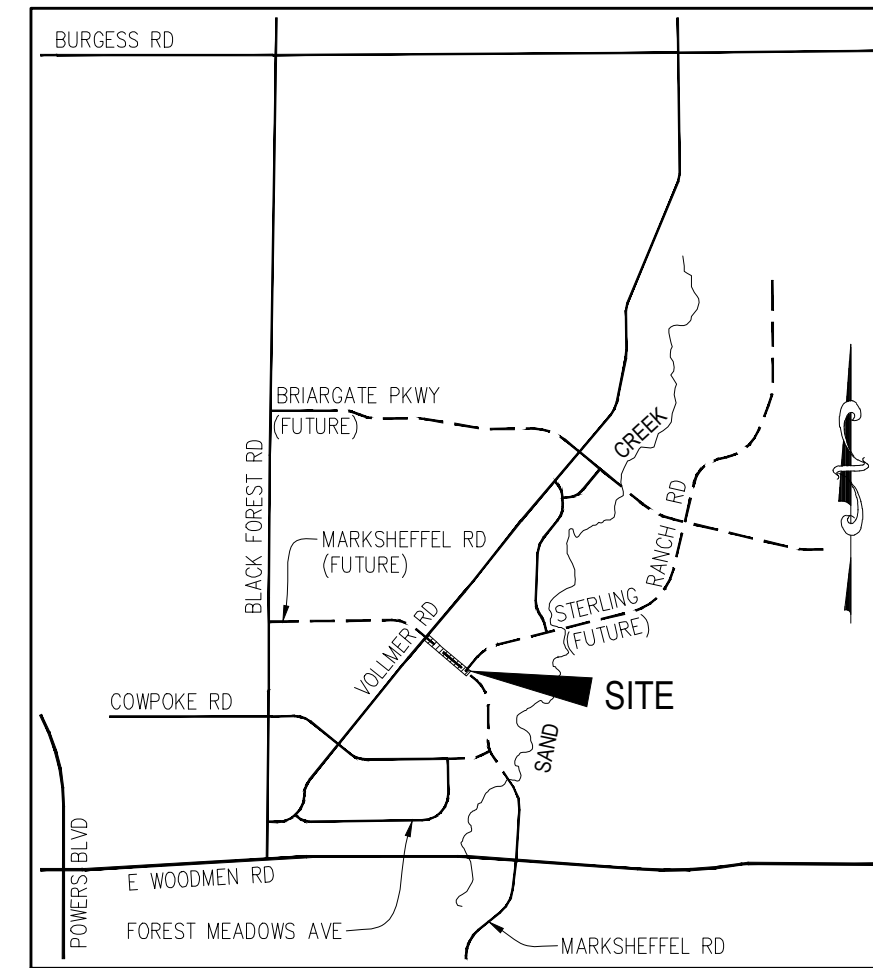 BURGESS RD
BRIARGATE PKWY
(FUTURE)
CREEK
BLACK FOREST RD
MARKSHEFFEL RD
(FUTURE)
RANCH RD
STERLING
(FUTURE)
VOLLMER RD
SITE
COWPOKE RD
SAND
POWERS BLVD
E WOODMEN RD
FOREST MEADOWS AVE
MARKSHEFFEL RD